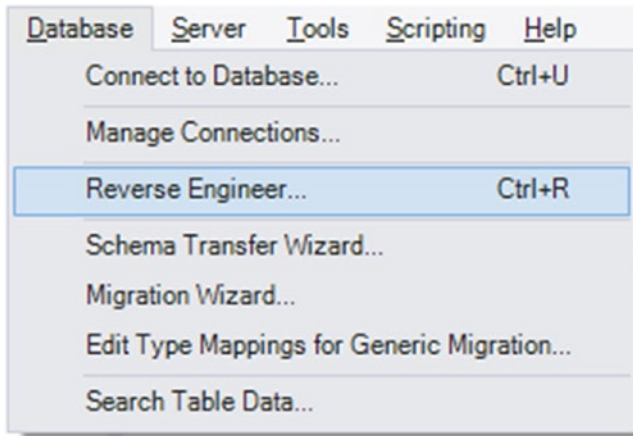 Database Server Tools Scripting Help
Connect to Database... Ctrl+U
Manage Connections...
Reverse Engineer... Ctrl+R
Schema Transfer Wizard...
Migration Wizard...
Edit Type Mappings for Generic Migration...
Search Table Data...